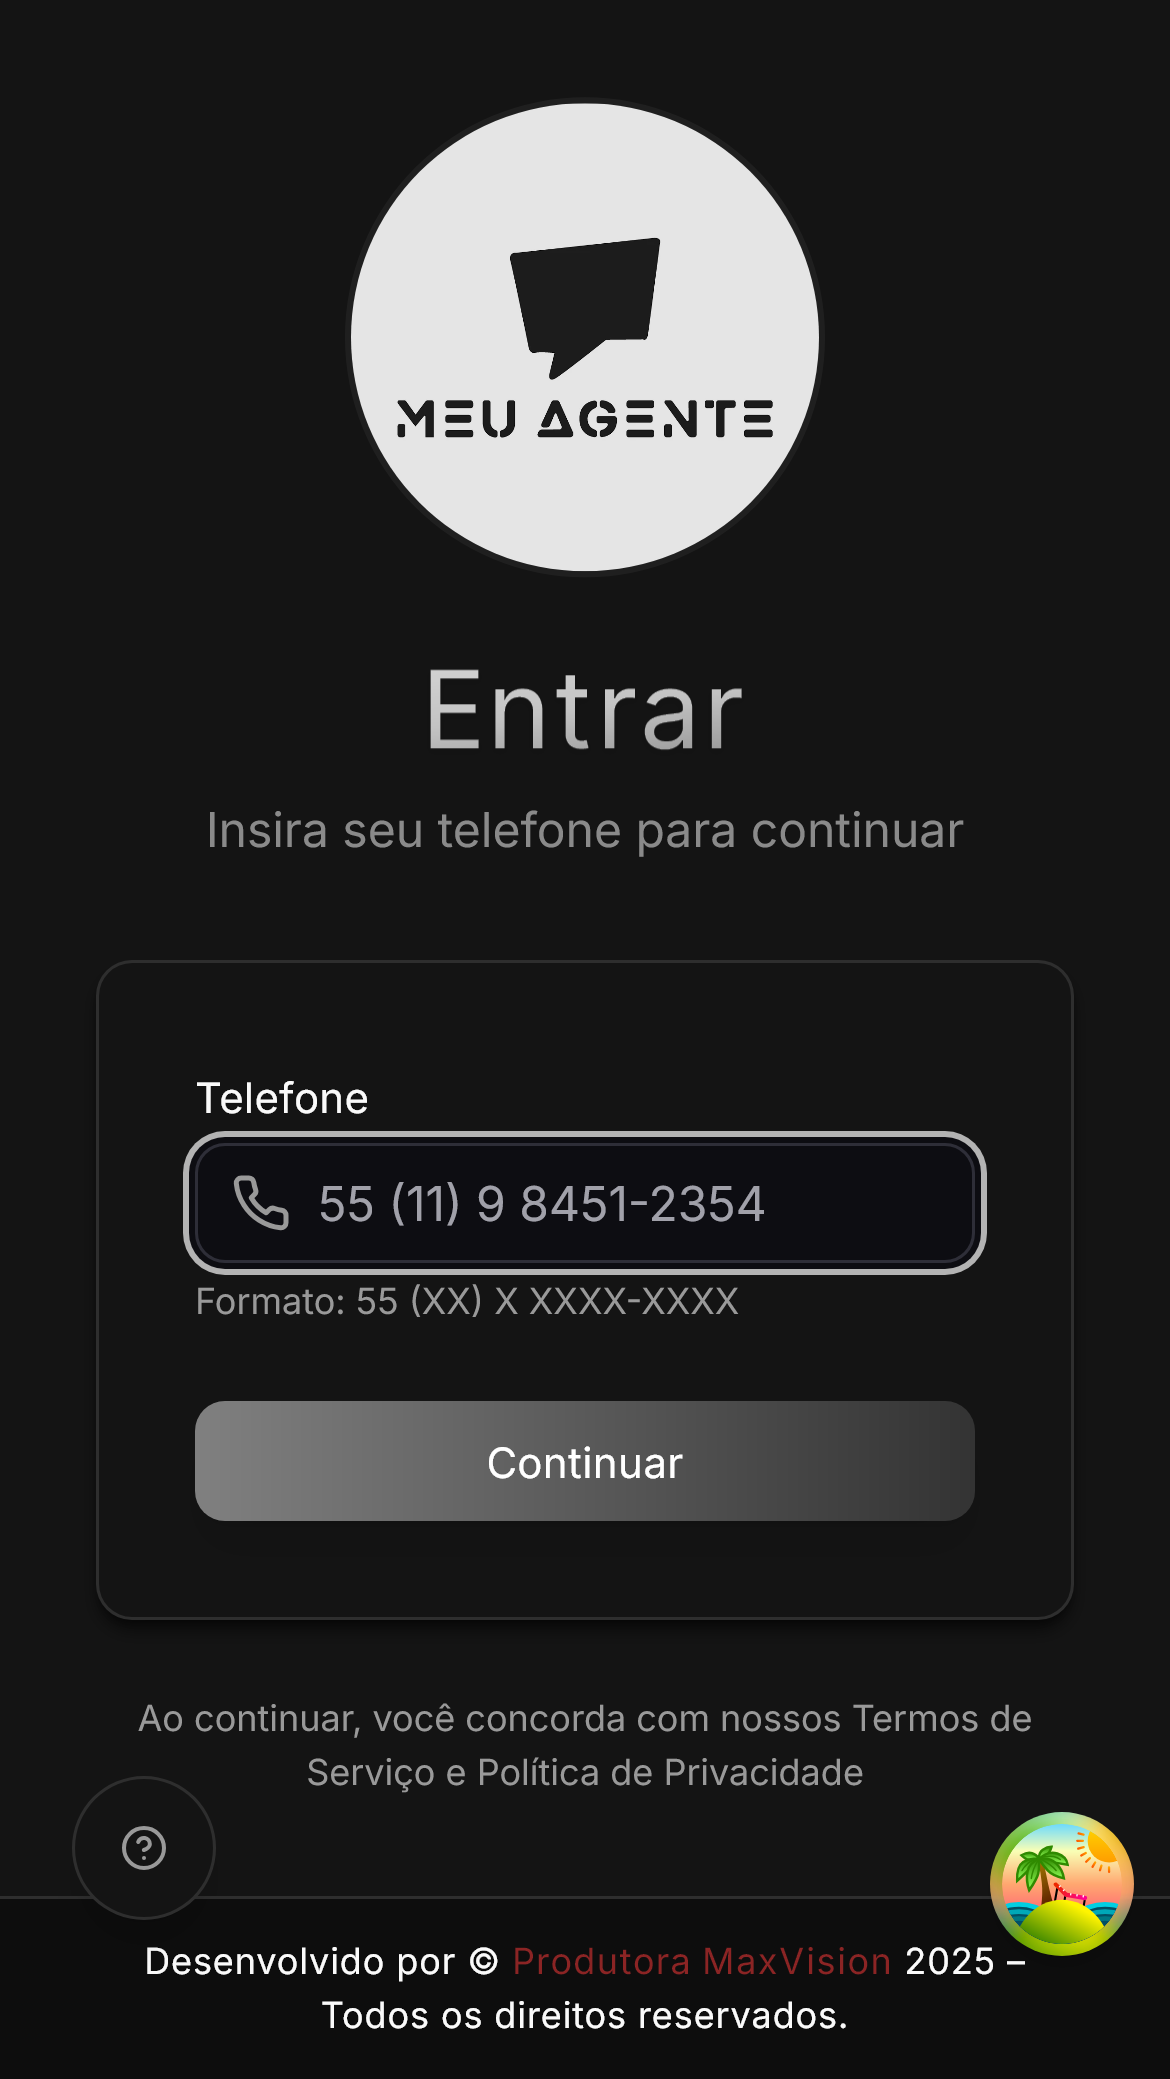 MEU AGENTE
Entrar
Insira seu telefone para continuar
Telefone
55 (11) 9 8451-2354
Formato: 55 (XX) X XXXX-XXXX
Continuar
Ao continuar, você concorda com nossos Termos de
Serviço e Política de Privacidade
Desenvolvido por © Produtora MaxVision 2025 –
Todos os direitos reservados.